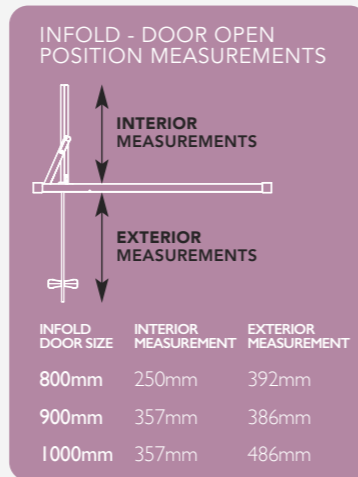 INFOLD - DOOR OPEN
POSITION MEASUREMENTS
INTERIOR
MEASUREMENTS
EXTERIOR
MEASUREMENTS
INFOLD DOOR SIZE INTERIOR MEASUREMENT EXTERIOR MEASUREMENT
800mm 250mm 392mm
900mm 357mm 386mm
1000mm 357mm 486mm